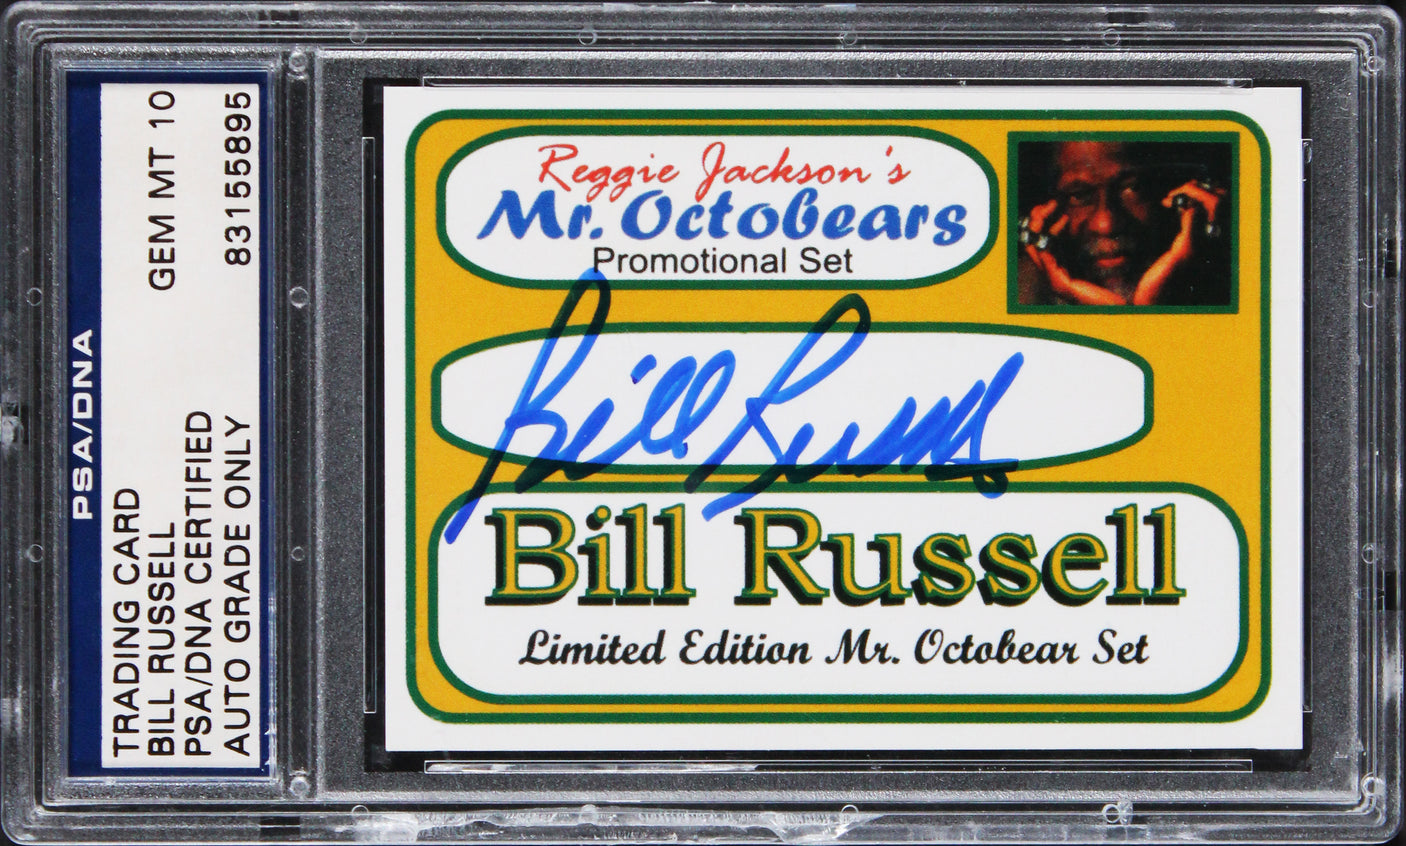 PSA/DNA
TRADING CARD
GEM MT 10
BILL RUSSELL
PSA/DNA CERTIFIED
AUTO GRADE ONLY
83155895
Reggie Jackson's
Mr. Octobears
Promotional Set
Bill Russell
Bill Russell
Limited Edition Mr. Octobear Set